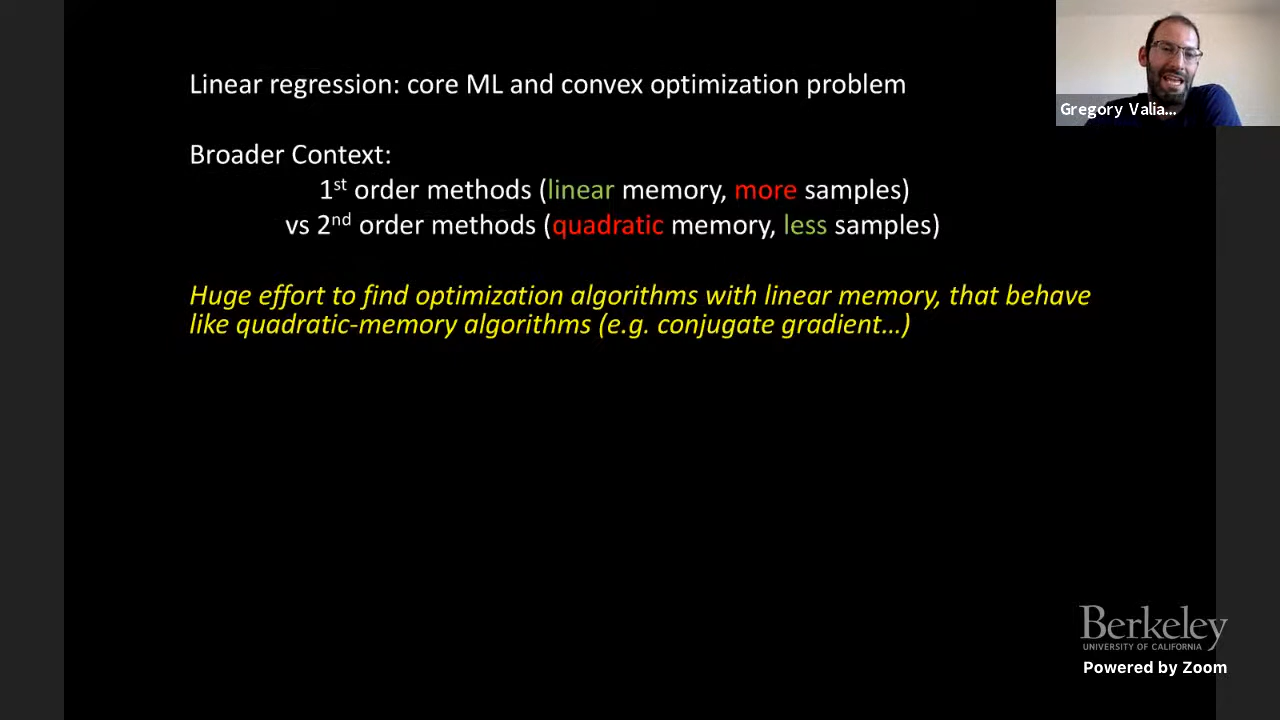 Linear regression: core ML and convex optimization problem
Gregory Valia...
Broader Context:
1st order methods (linear memory, more samples)
vs 2nd order methods (quadratic memory, less samples)
Huge effort to find optimization algorithms with linear memory, that behave
like quadratic-memory algorithms (e.g. conjugate gradient...)
Berkeley
UNIVERSITY OF CALIFORNIA
Powered by Zoom